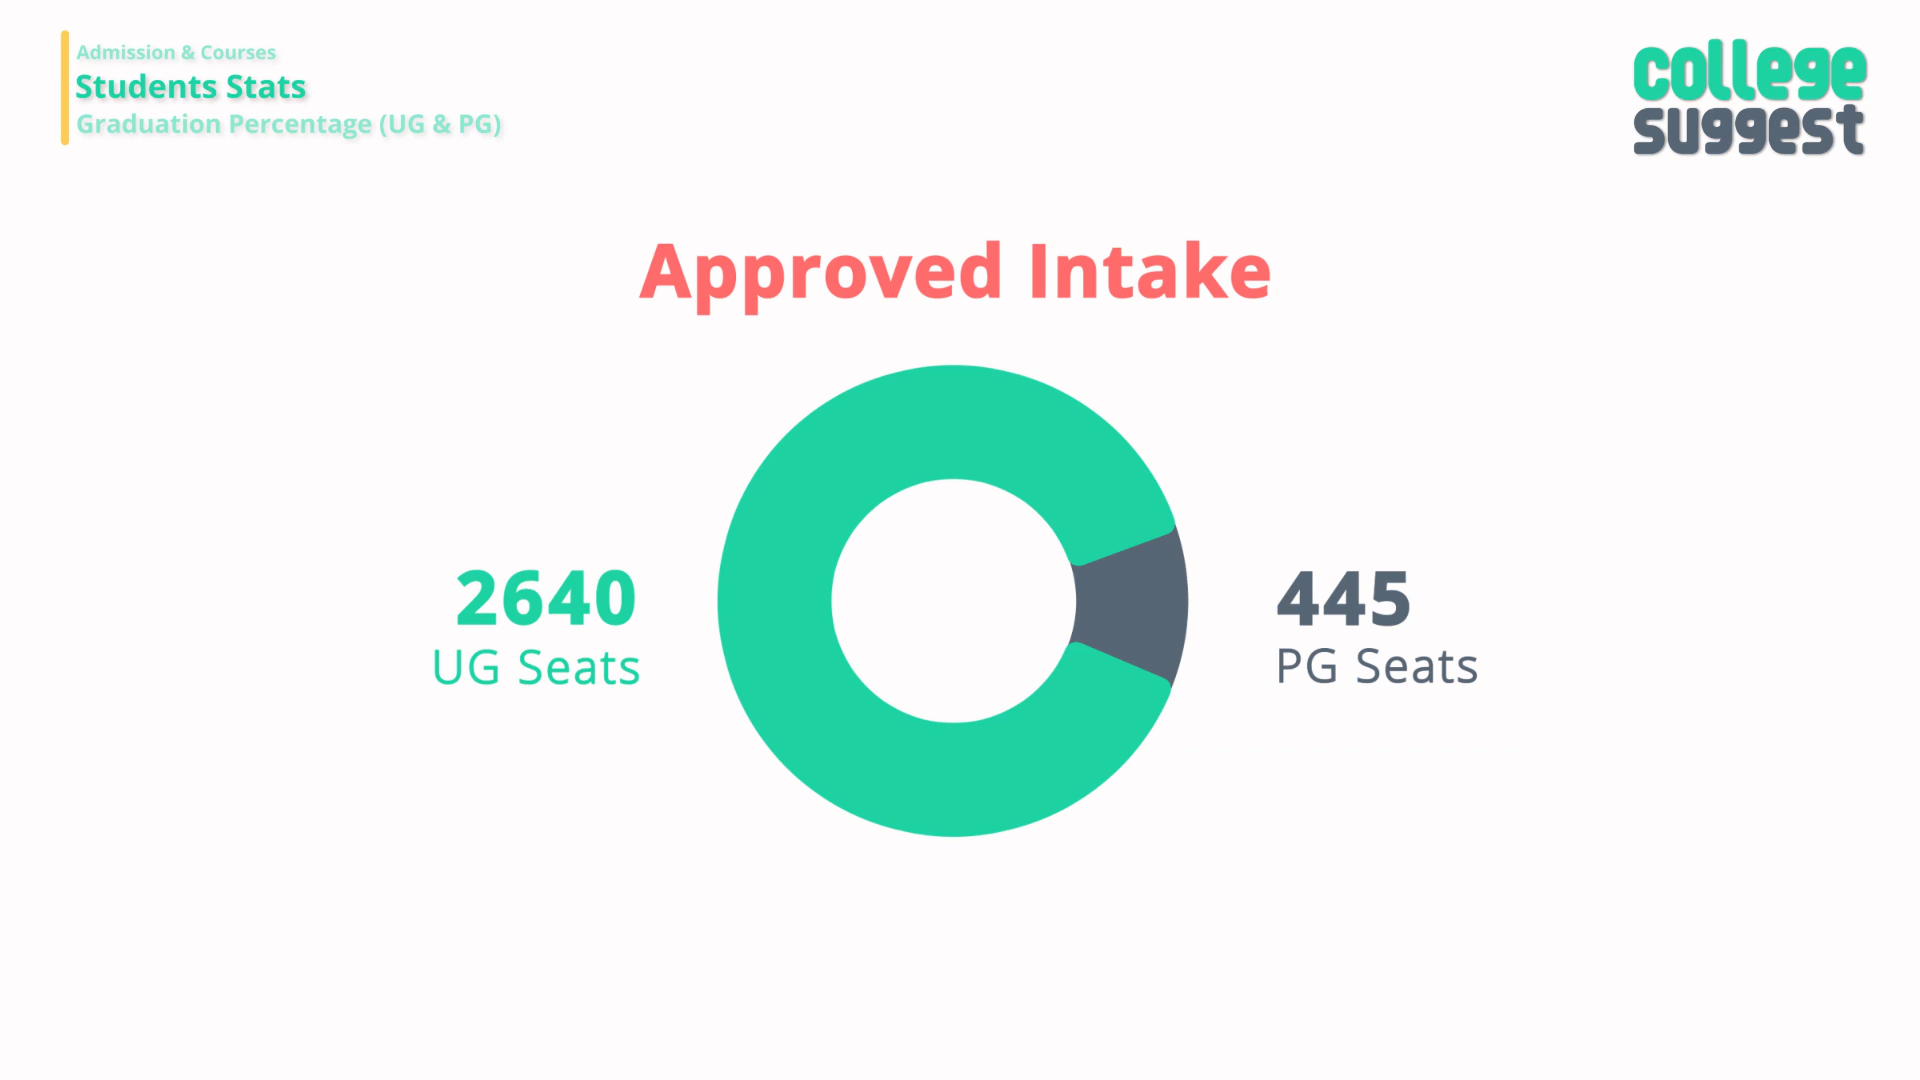 Admission & Courses
Students Stats
Graduation Percentage (UG & PG)
college
suggest
Approved Intake
2640
UG Seats
445
PG Seats